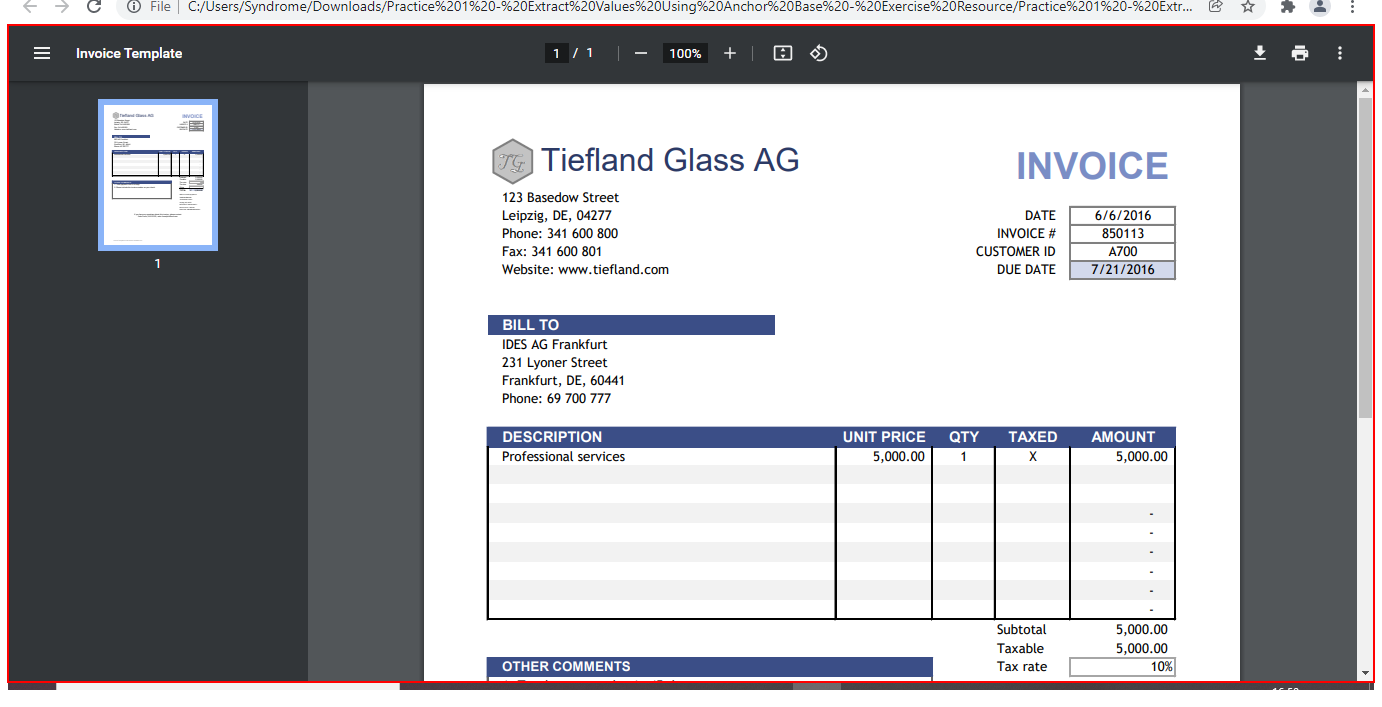 File
C:/Users/Syndrome/Downloads/Practice%201%20-%20Extract%20Values%20Using%20Anchor%20Base%20-%20Exercise%20Resource/Practice%201%20-%20Extr...
Invoice Template
1 / 1
100%
1
TG
Tiefland Glass AG
INVOICE
123 Basedow Street
Leipzig, DE, 04277
Phone: 341 600 800
Fax: 341 600 801
Website: www.tiefland.com
DATE 6/6/2016
INVOICE # 850113
CUSTOMER ID A700
DUE DATE 7/21/2016
BILL TO
IDES AG Frankfurt
231 Lyoner Street
Frankfurt, DE, 60441
Phone: 69 700 777
DESCRIPTION UNIT PRICE QTY TAXED AMOUNT
Professional services 5,000.00 1 X 5,000.00
-
-
-
-
-
-
Subtotal 5,000.00
Taxable 5,000.00
Tax rate 10%
OTHER COMMENTS